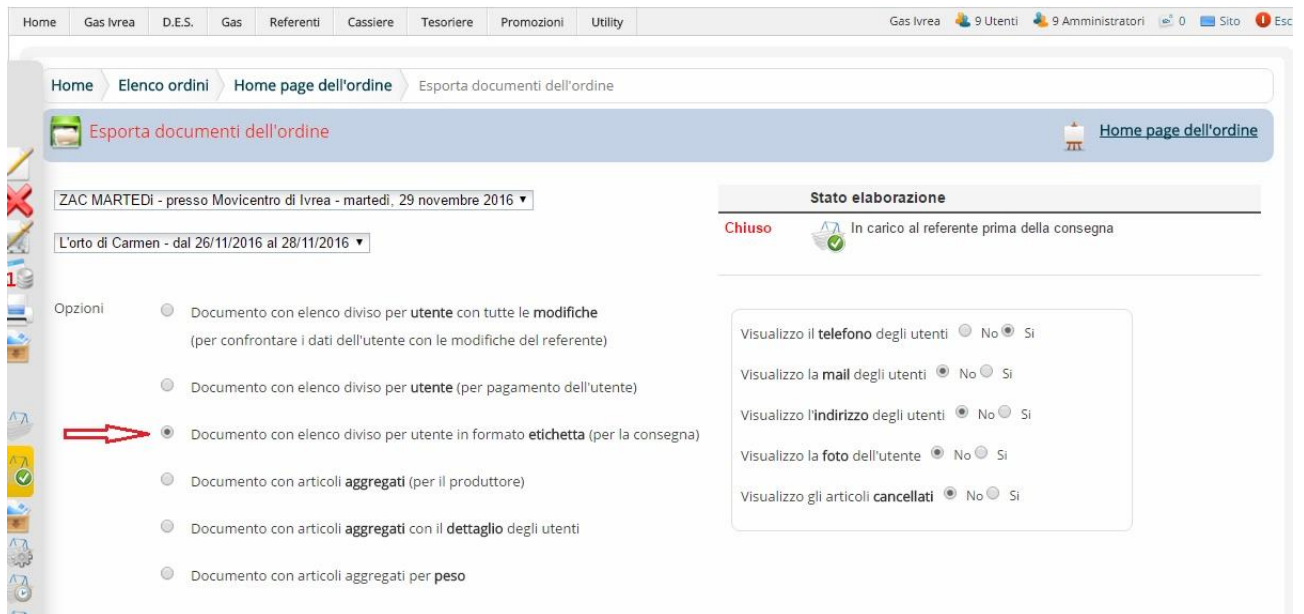 Home Gas Ivrea D.E.S. Gas Referenti Cassiere Tesoriere Promozioni Utility Gas Ivrea 9 Utenti 9 Amministratori 0 Sito Esc
Home Elenco ordini Home page dell'ordine Esporta documenti dell'ordine
Esporta documenti dell'ordine Home page dell'ordine
ZAC MARTEDì - presso Movicentro di Ivrea - martedì, 29 novembre 2016
L'orto di Carmen - dal 26/11/2016 al 28/11/2016
Stato elaborazione
Chiuso In carico al referente prima della consegna
Opzioni
Documento con elenco diviso per utente con tutte le modifiche
(per confrontare i dati dell'utente con le modifiche del referente)
Documento con elenco diviso per utente (per pagamento dell'utente)
Documento con elenco diviso per utente in formato etichetta (per la consegna)
Documento con articoli aggregati (per il produttore)
Documento con articoli aggregati con il dettaglio degli utenti
Documento con articoli aggregati per peso
Visualizzo il telefono degli utenti No Si
Visualizzo la mail degli utenti No Si
Visualizzo l'indirizzo degli utenti No Si
Visualizzo la foto dell'utente No Si
Visualizzo gli articoli cancellati No Si
1